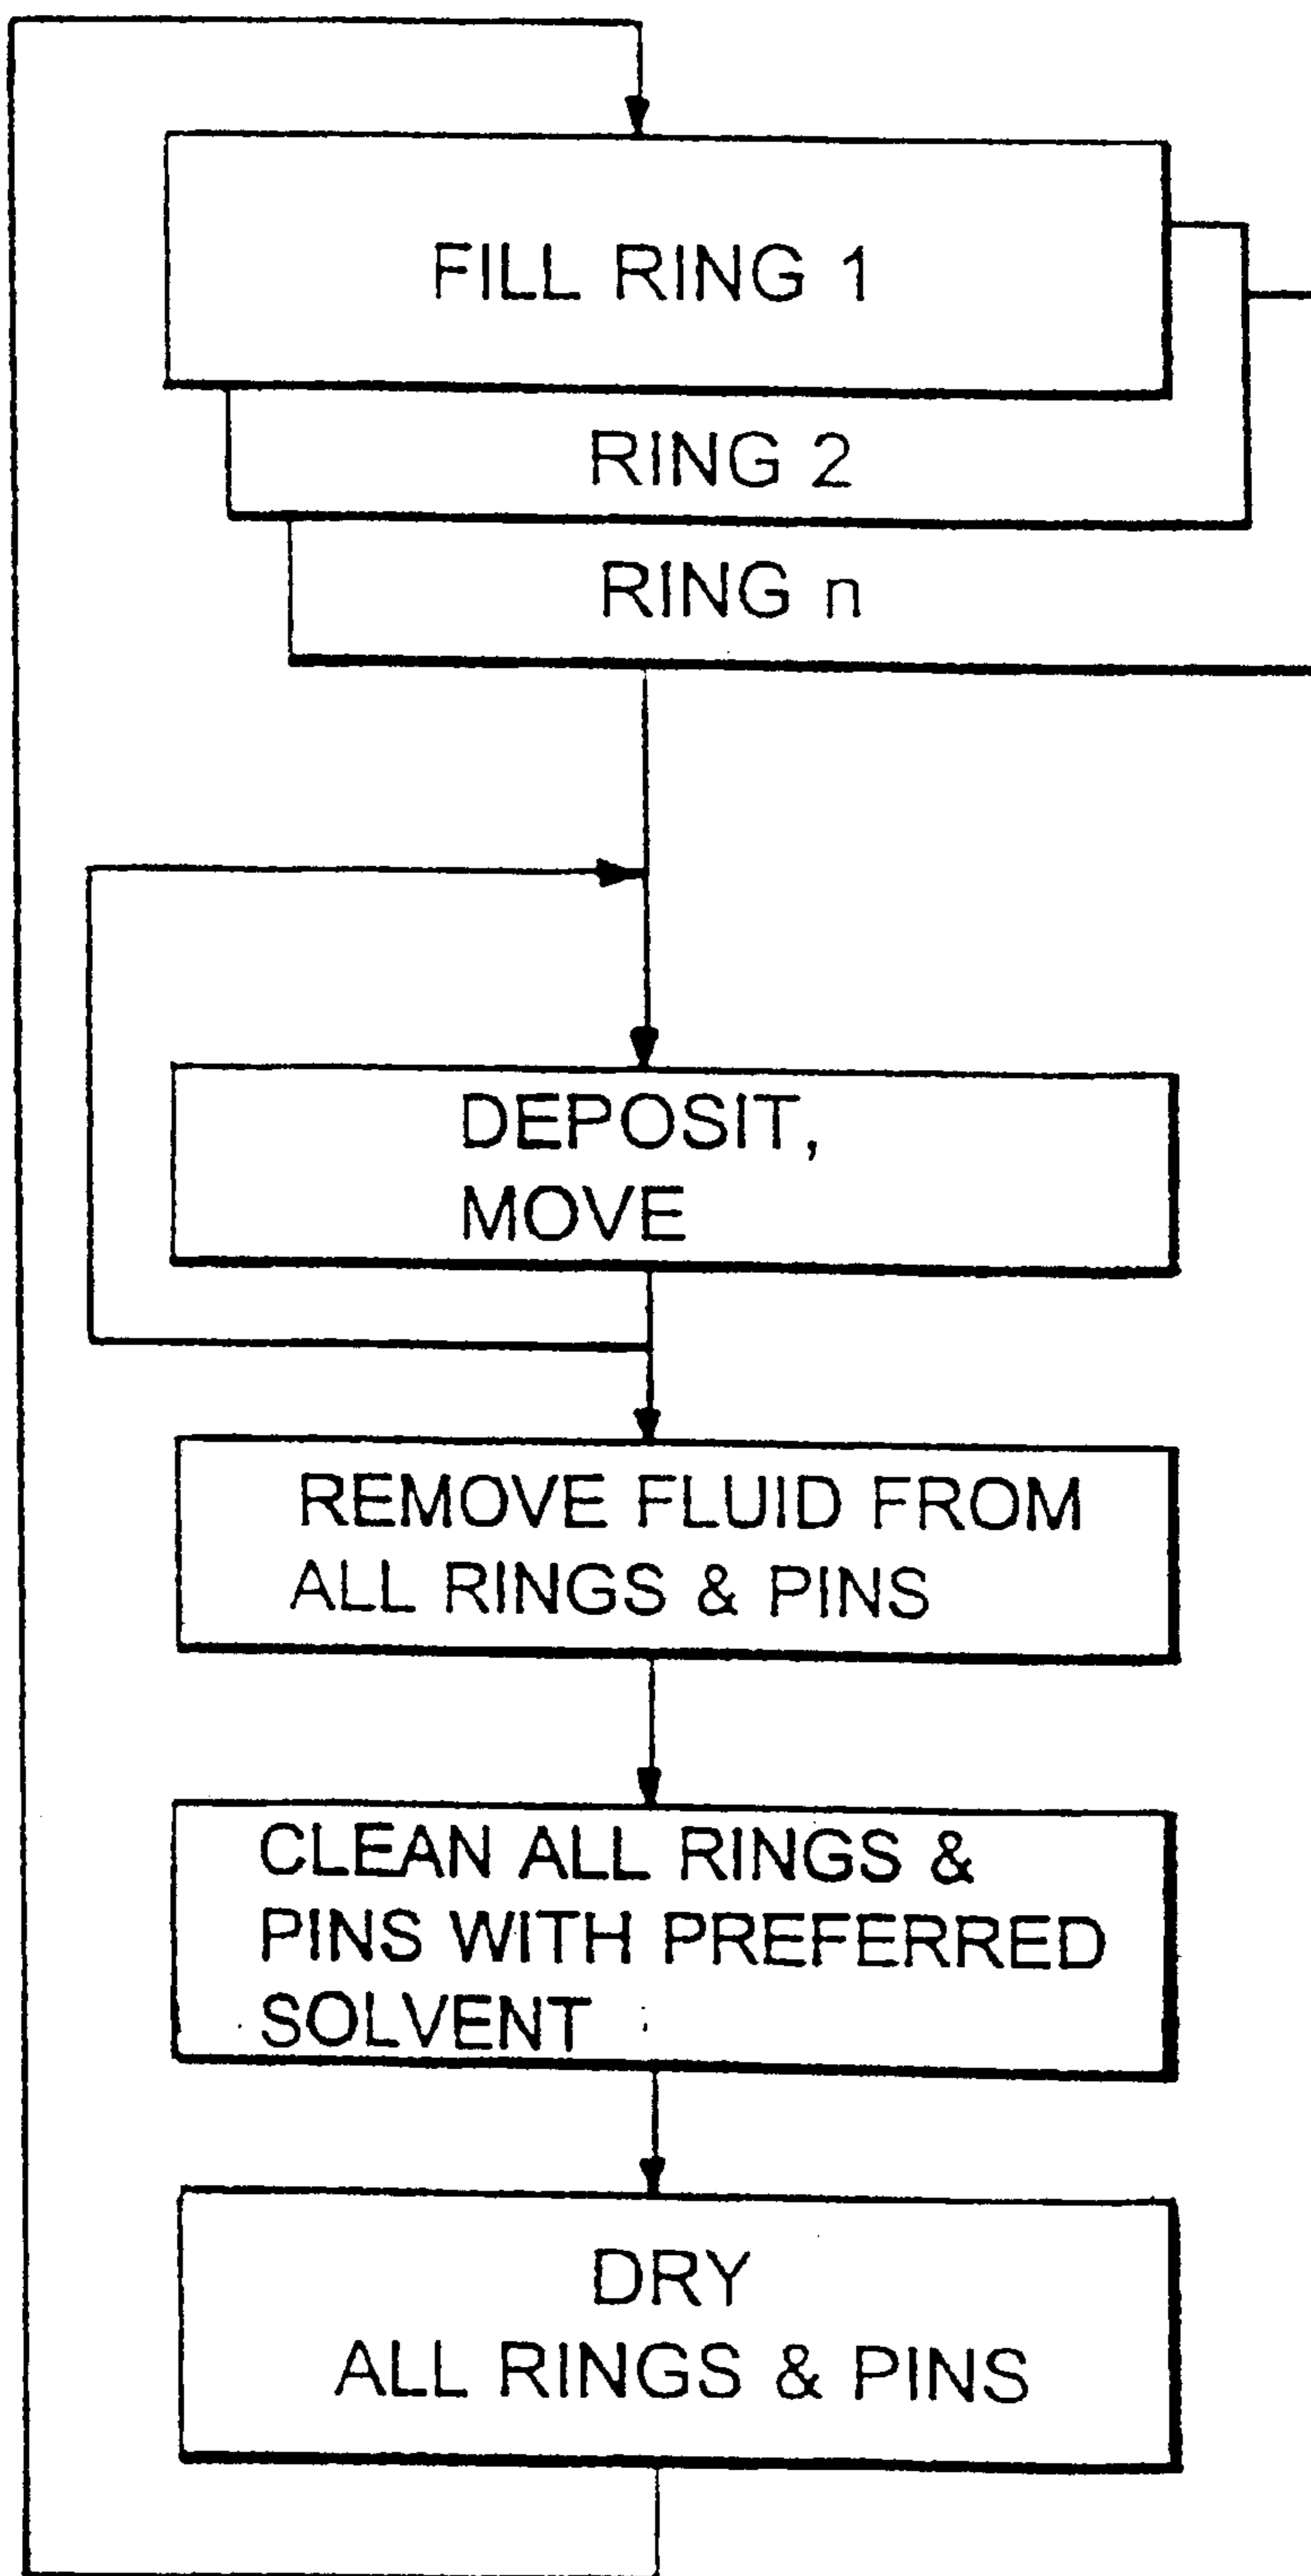 FILL RING 1
RING 2
RING n
DEPOSIT,
MOVE
REMOVE FLUID FROM
ALL RINGS & PINS
CLEAN ALL RINGS &
PINS WITH PREFERRED
SOLVENT
DRY
ALL RINGS & PINS